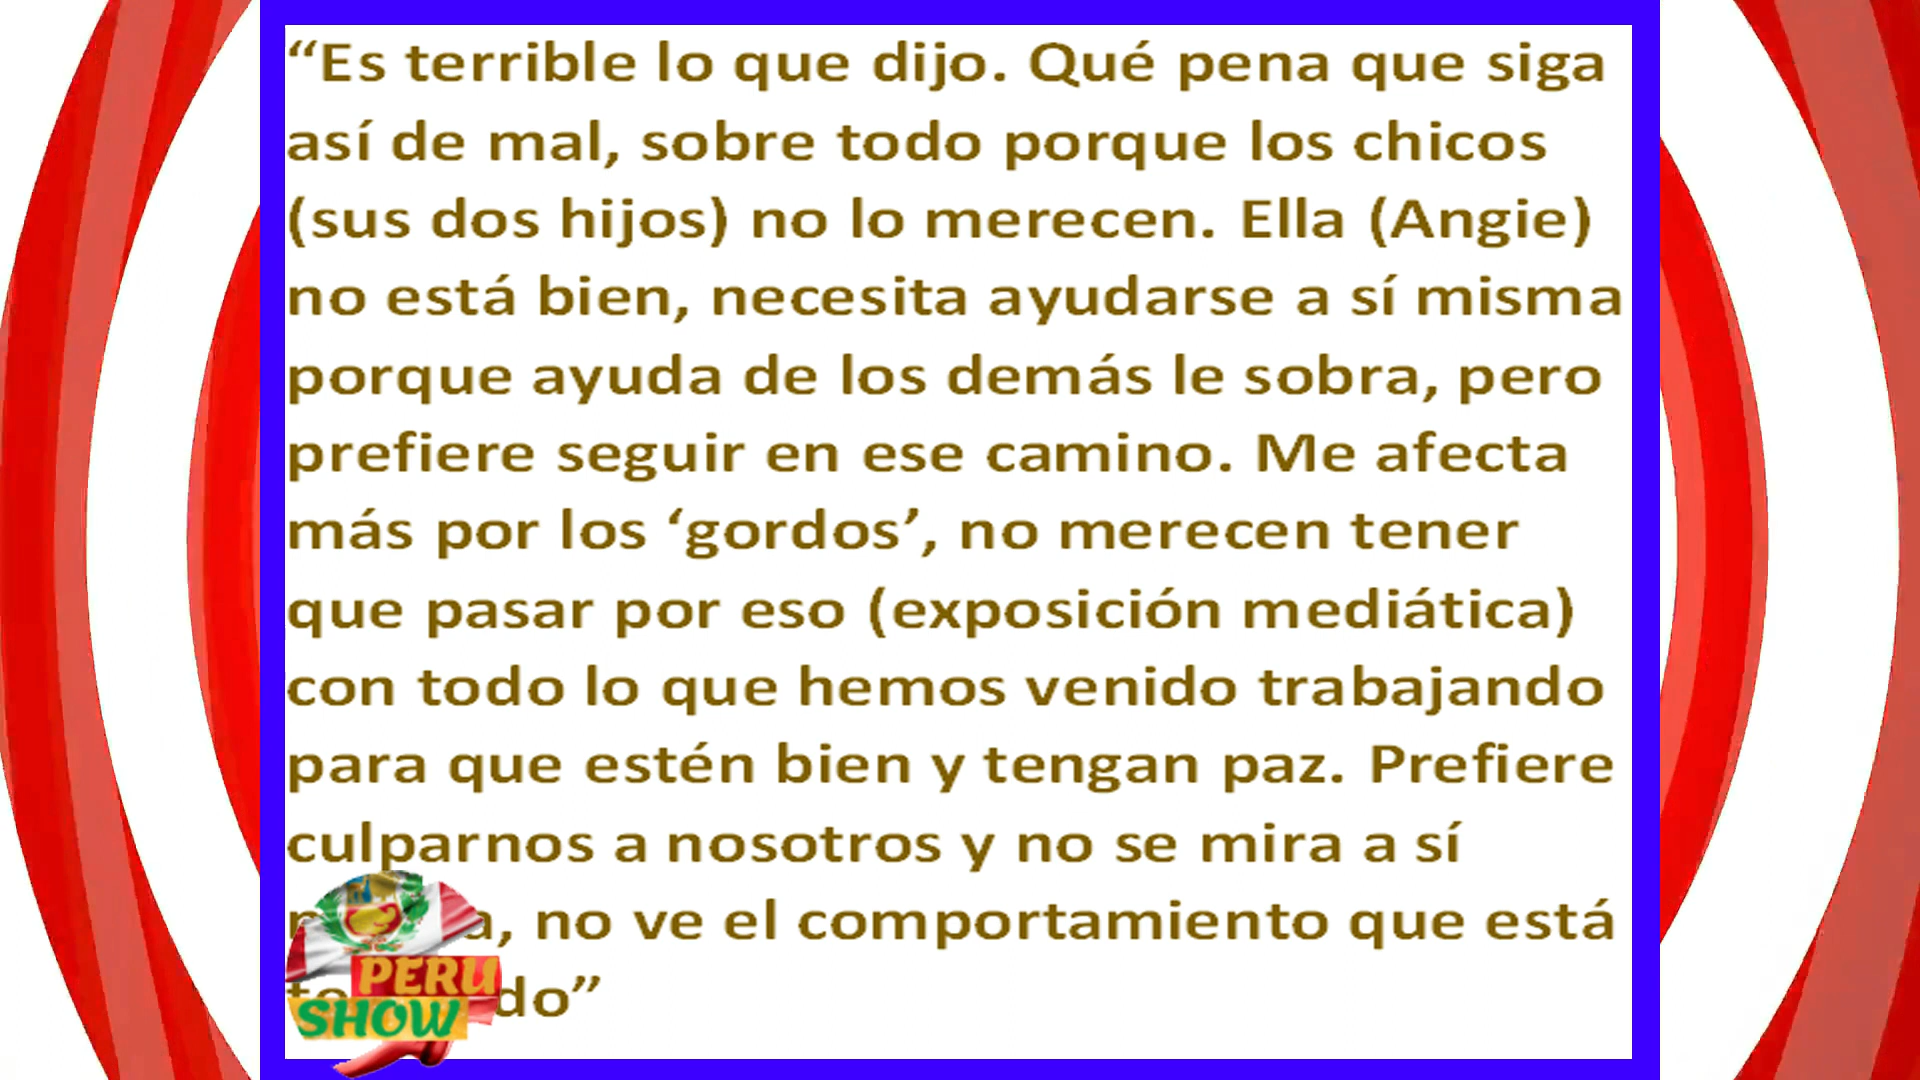 “Es terrible lo que dijo. Qué pena que siga
así de mal, sobre todo porque los chicos
(sus dos hijos) no lo merecen. Ella (Angie)
no está bien, necesita ayudarse a sí misma
porque ayuda de los demás le sobra, pero
prefiere seguir en ese camino. Me afecta
más por los ‘gordos’, no merecen tener
que pasar por eso (exposición mediática)
con todo lo que hemos venido trabajando
para que estén bien y tengan paz. Prefiere
culparnos a nosotros y no se mira a sí
no ve el comportamiento que está
PERU
SHOW